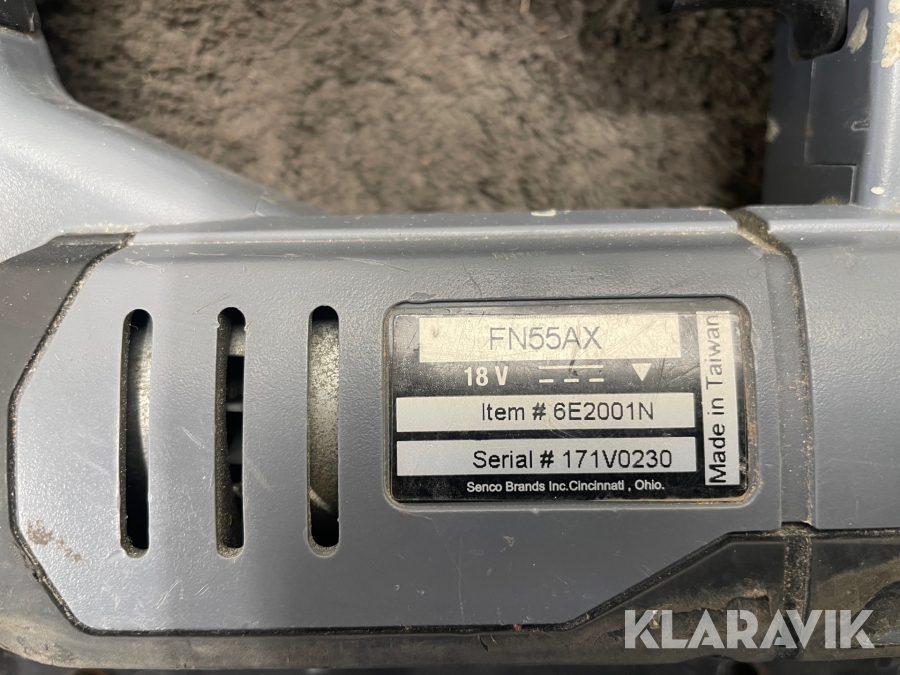 FN55AX
18 V
Item # 6E2001N
Serial # 171V0230
Senco Brands Inc.Cincinnati , Ohio.
Made in Taiwan
KLARAVIK